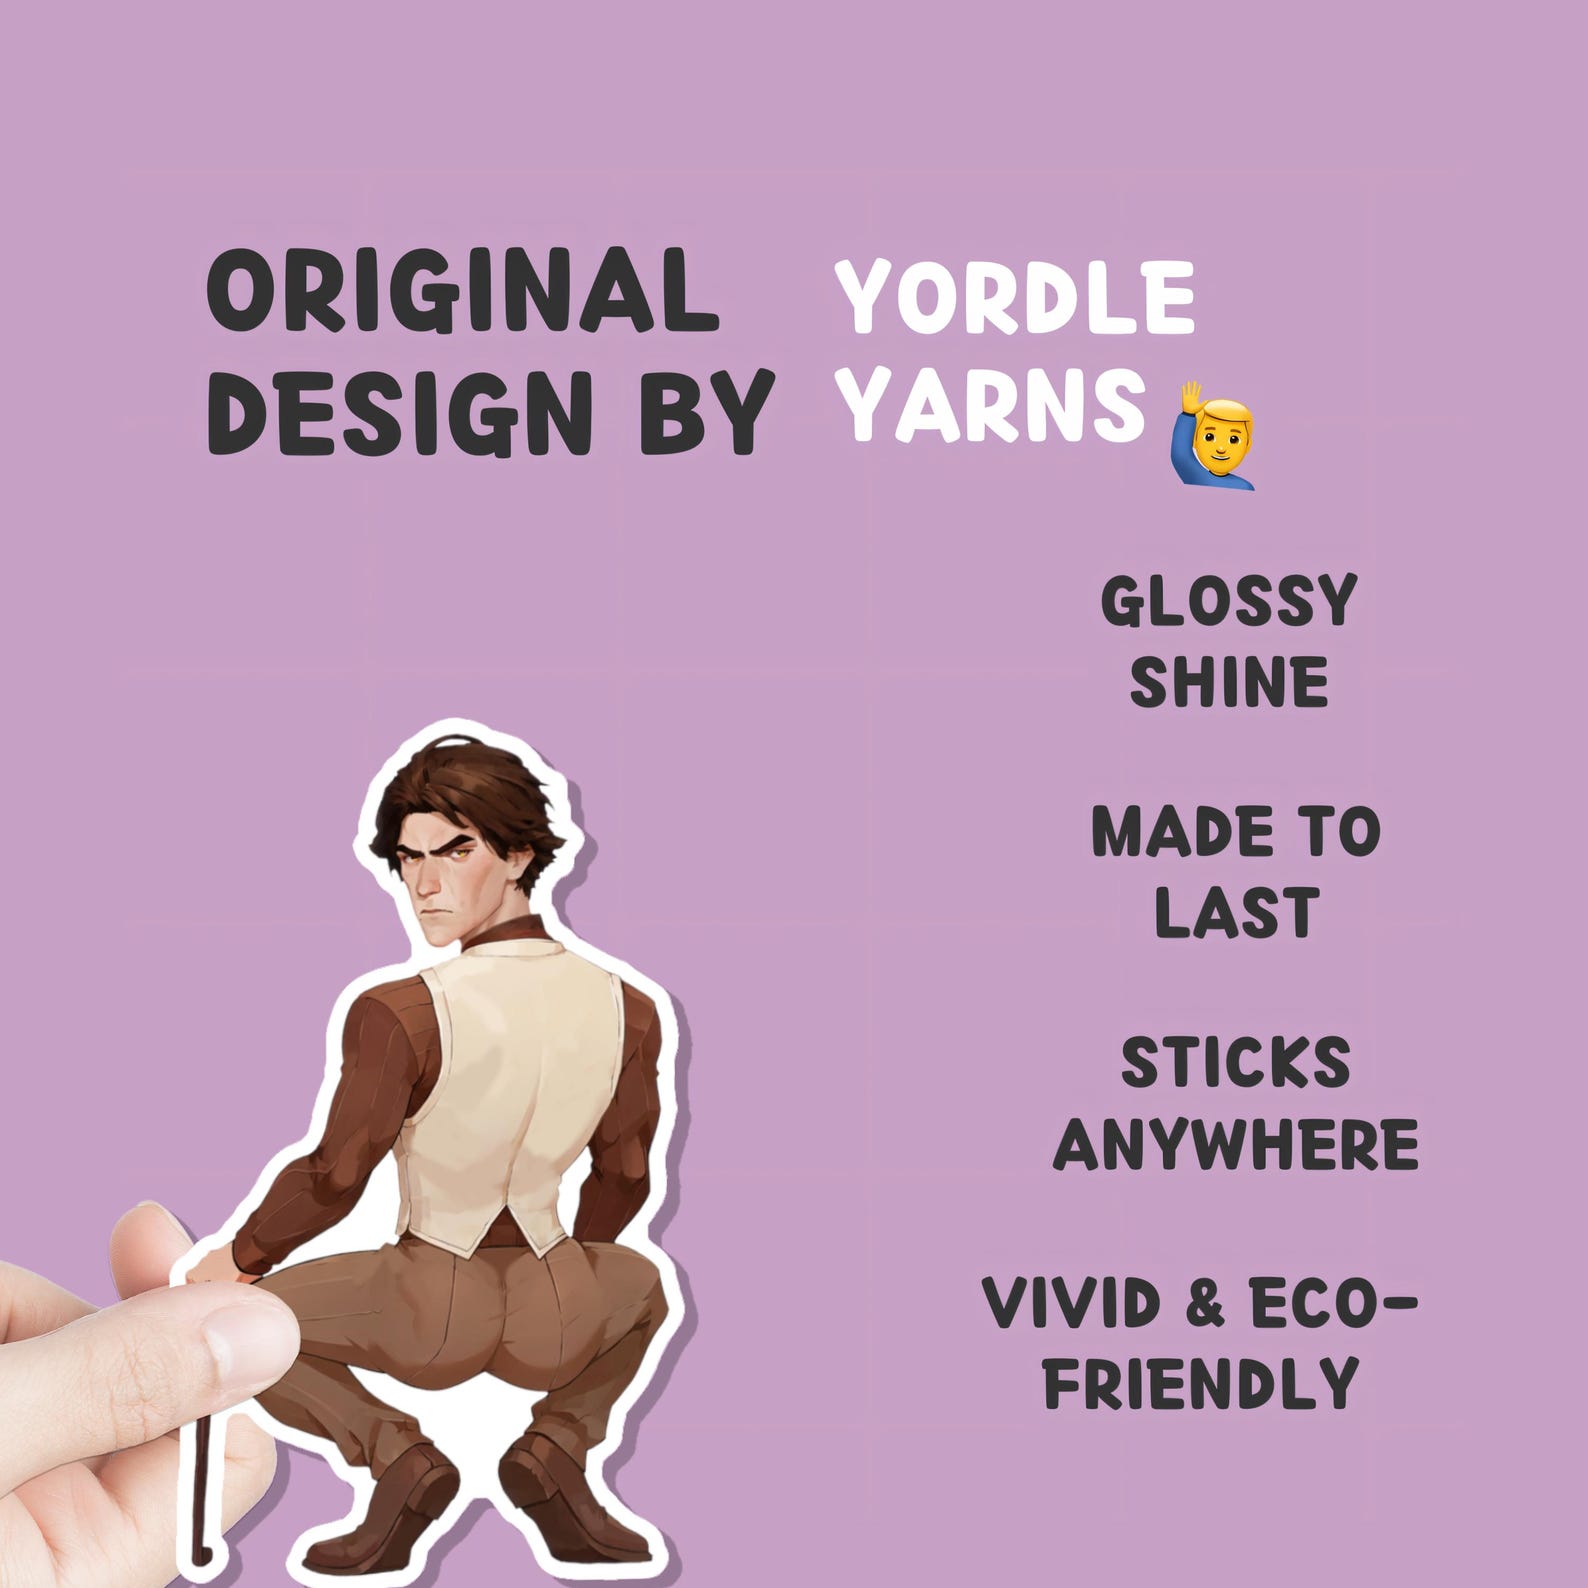 ORIGINAL
DESIGN BY
YORDLE
YARNS
GLOSSY
SHINE
MADE TO
LAST
STICKS
ANYWHERE
VIVID & ECO-
FRIENDLY